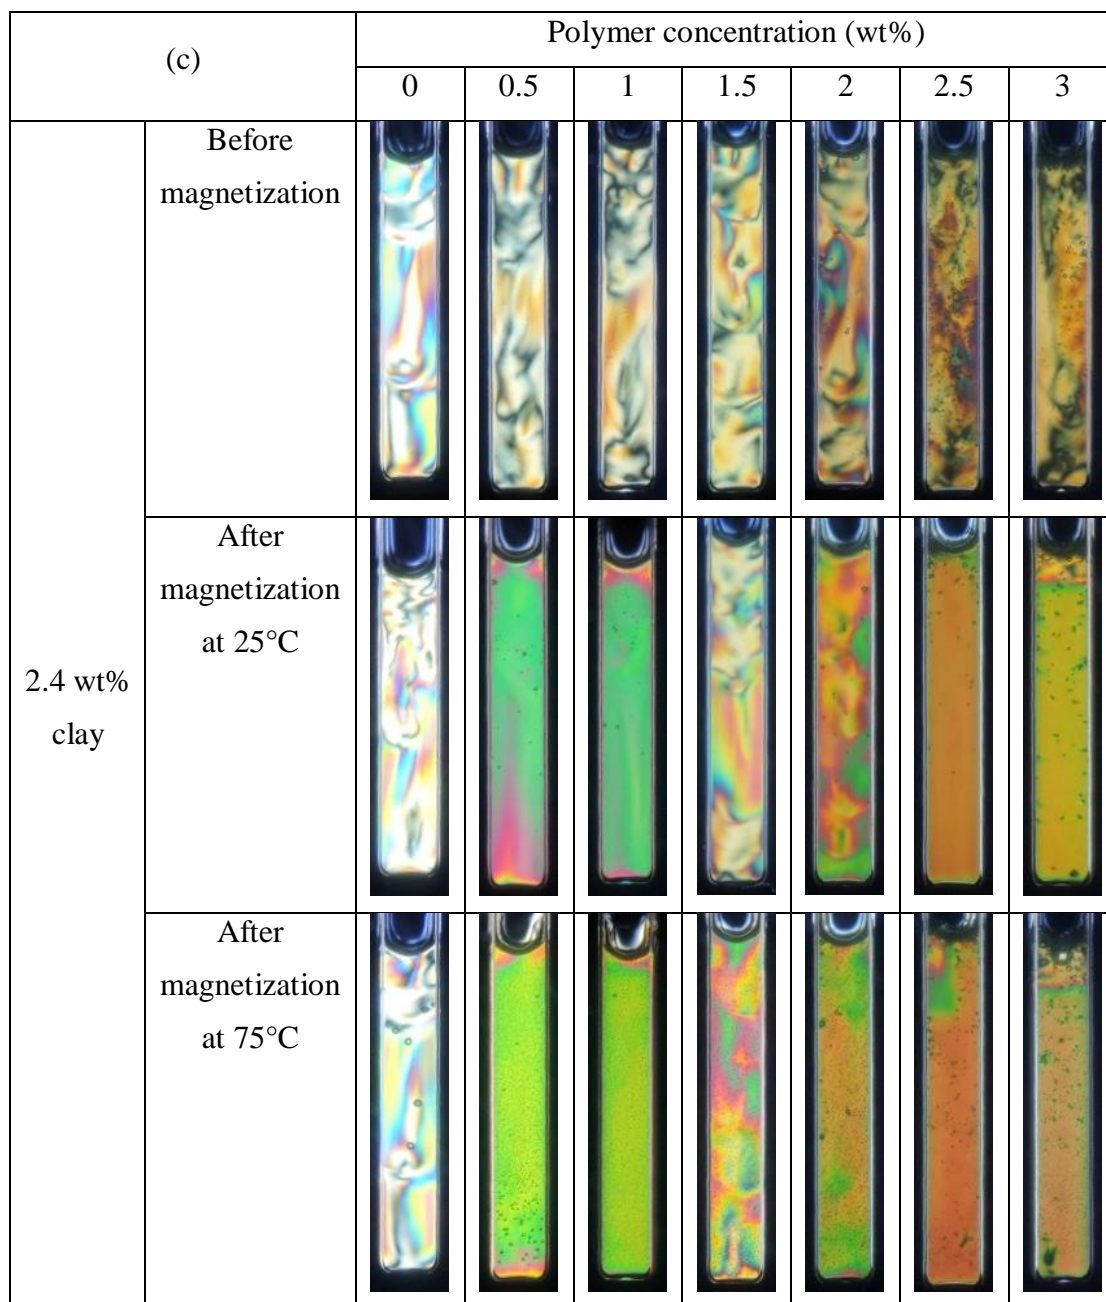 (c)
Polymer concentration (wt%)
0 0.5 1 1.5 2 2.5 3
2.4 wt%
clay
Before
magnetization
After
magnetization
at 25°C
After
magnetization
at 75°C